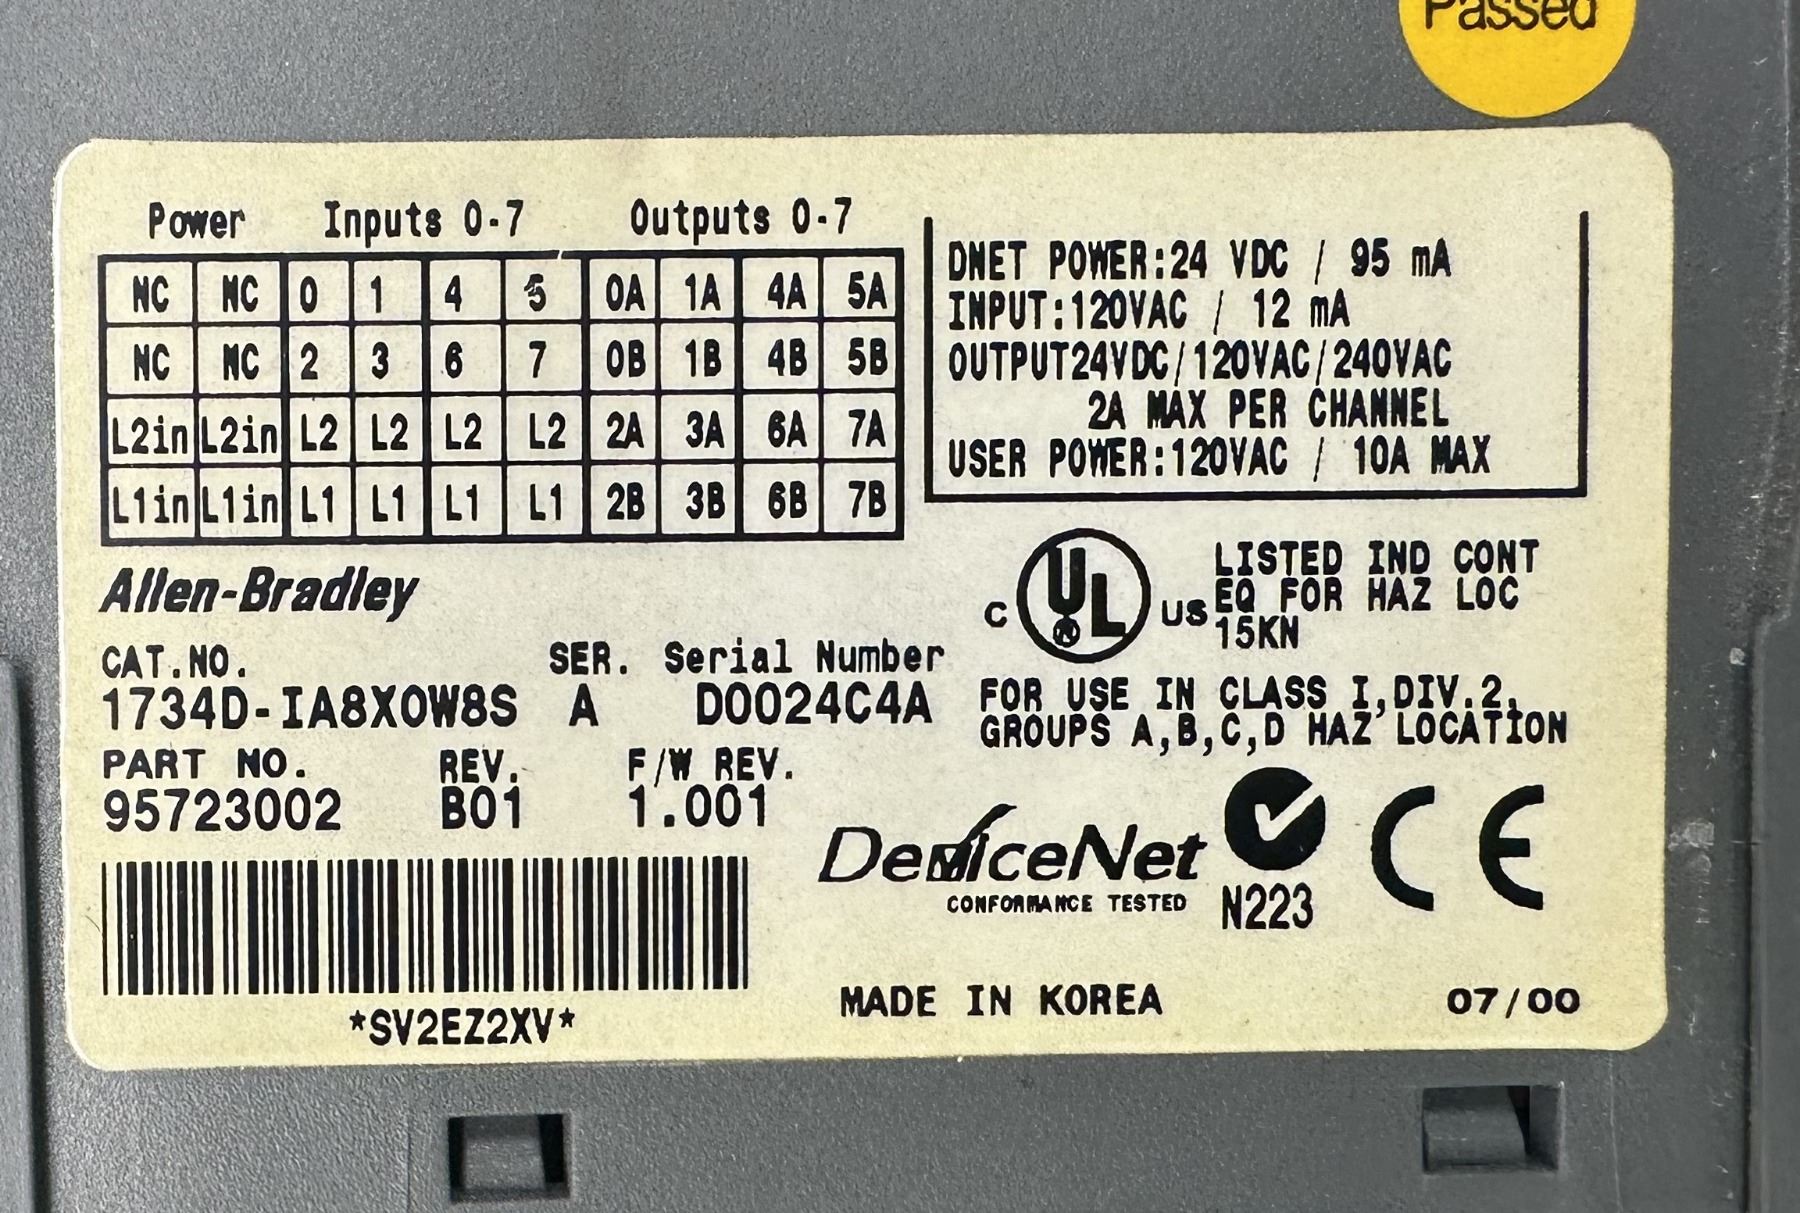 Passed
Power Inputs 0-7 Outputs 0-7
NC NC 0 1 4 5 0A 1A 4A 5A
NC NC 2 3 6 7 0B 1B 4B 5B
L2in L2in L2 L2 L2 L2 2A 3A 6A 7A
L1in L1in L1 L1 L1 L1 2B 3B 6B 7B
DNET POWER:24 VDC / 95 mA
INPUT:120VAC / 12 mA
OUTPUT24VDC/120VAC/240VAC
2A MAX PER CHANNEL
USER POWER:120VAC / 10A MAX
Allen-Bradley
CAT.NO. SER. Serial Number
1734D-IA8XOW8S A D0024C4A
PART NO. REV. F/W REV.
95723002 B01 1.001
*SV2EZ2XV*
C UL US LISTED IND CONT
EQ FOR HAZ LOC
15KN
FOR USE IN CLASS I,DIV.2,
GROUPS A,B,C,D HAZ LOCATION
DeviceNet
CONFORMANCE TESTED
N223
CE
MADE IN KOREA 07/00